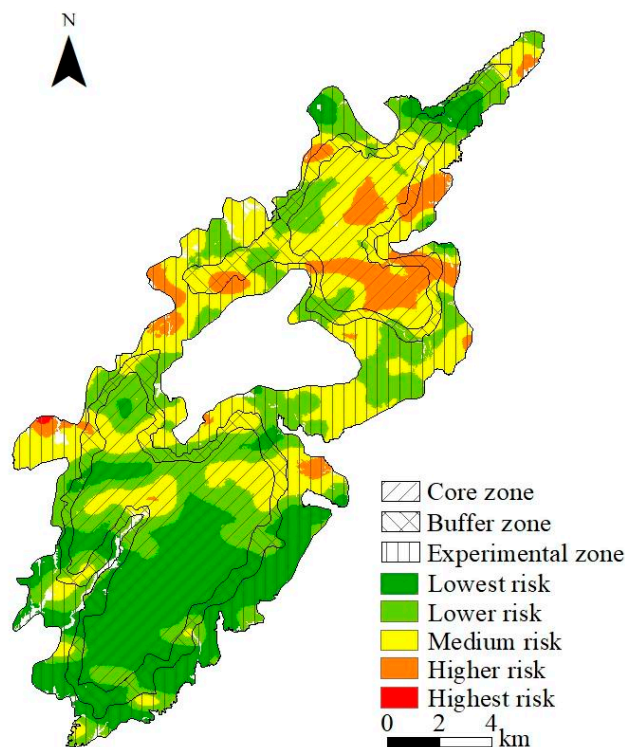 N
Core zone
Buffer zone
Experimental zone
Lowest risk
Lower risk
Medium risk
Higher risk
Highest risk
0 2 4
km